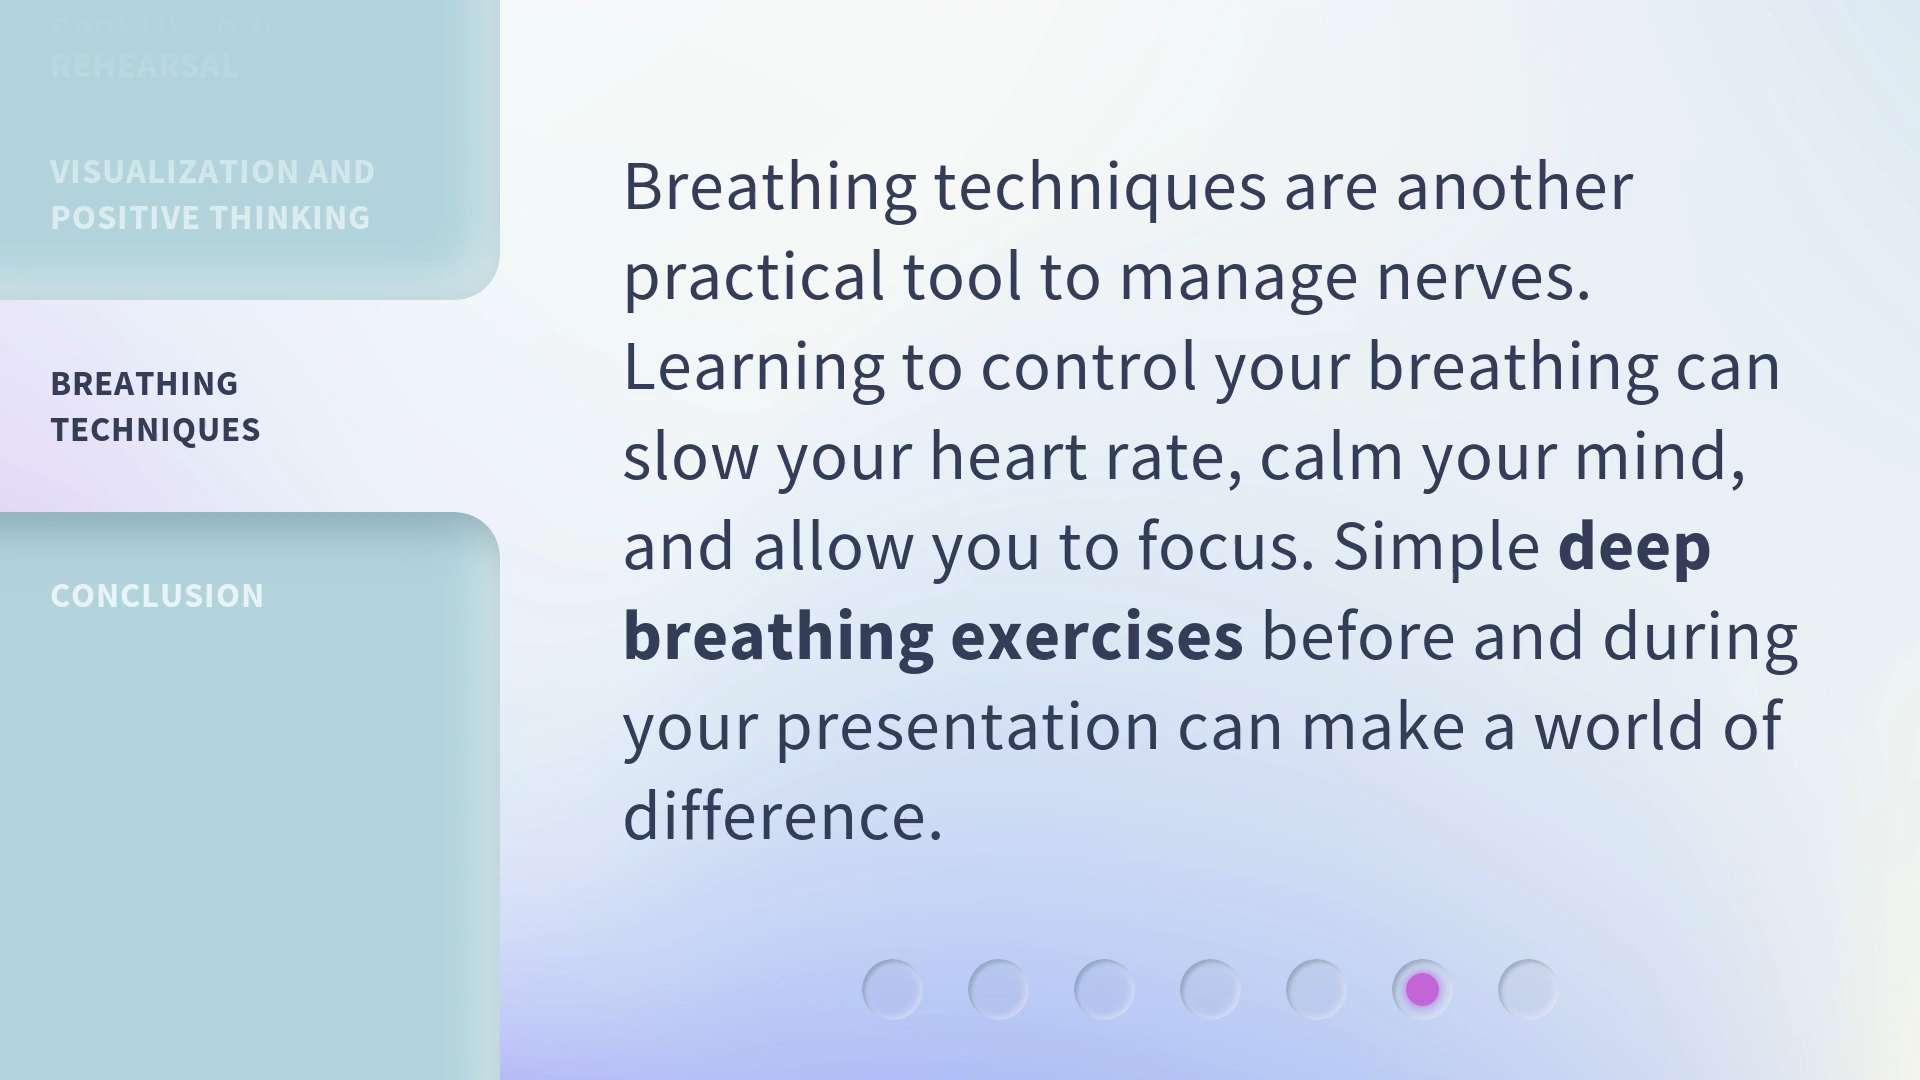 REHEARSAL
VISUALIZATION AND
POSITIVE THINKING
BREATHING
TECHNIQUES
CONCLUSION
Breathing techniques are another
practical tool to manage nerves.
Learning to control your breathing can
slow your heart rate, calm your mind,
and allow you to focus. Simple deep
breathing exercises before and during
your presentation can make a world of
difference.